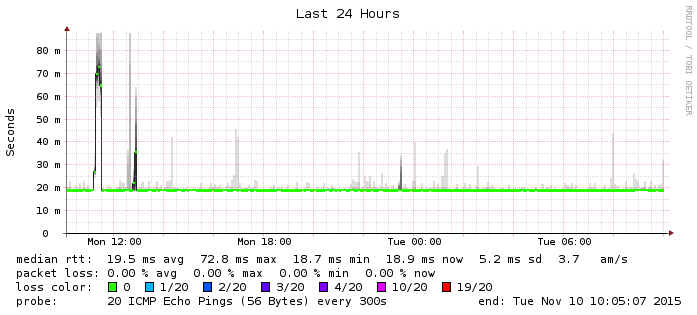 Last 24 Hours
RRDTOOL / TOBI OETIKER
Seconds
80 m
70 m
60 m
50 m
40 m
30 m
20 m
10 m
0
Mon 12:00 Mon 18:00 Tue 00:00 Tue 06:00
median rtt: 19.5 ms avg 72.8 ms max 18.7 ms min 18.9 ms now 5.2 ms sd 3.7 am/s
packet loss: 0.00 % avg 0.00 % max 0.00 % min 0.00 % now
loss color: 0 1/20 2/20 3/20 4/20 10/20 19/20
probe: 20 ICMP Echo Pings (56 Bytes) every 300s end: Tue Nov 10 10:05:07 2015